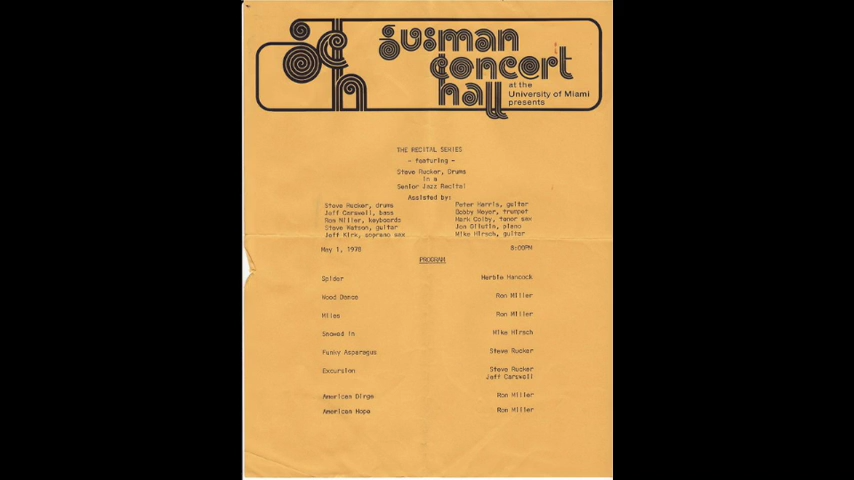 gch
gusman
concert
hall
at the
University of Miami
presents
THE RECITAL SERIES
- featuring -
Steve Rucker, Drums
in a
Senior Jazz Recital
Assisted by:
Steve Rucker, drums
Jeff Carswell, bass
Ron Miller, keyboards
Steve Watson, guitar
Jeff Kirk, soprano sax
Peter Harris, guitar
Bobby Meyer, trumpet
Mark Colby, tenor sax
Jon Gilutin, piano
Mike Hirsch, guitar
May 1, 1978 8:00PM
PROGRAM
Spider Herbie Hancock
Wood Dance Ron Miller
Miles Ron Miller
Snowed In Mike Hirsch
Funky Asparagus Steve Rucker
Excursion Steve Rucker
Jeff Carswell
American Dirge Ron Miller
American Hope Ron Miller